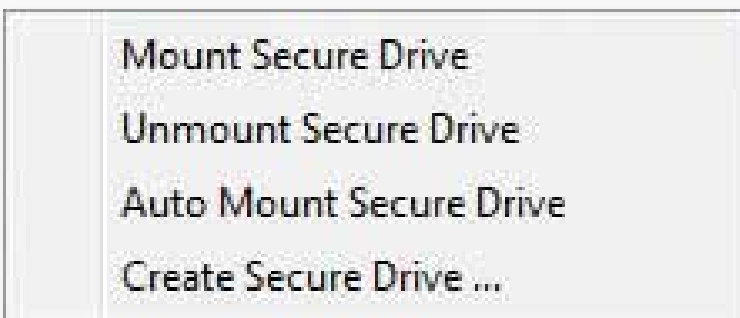 Mount Secure Drive
Unmount Secure Drive
Auto Mount Secure Drive
Create Secure Drive ...